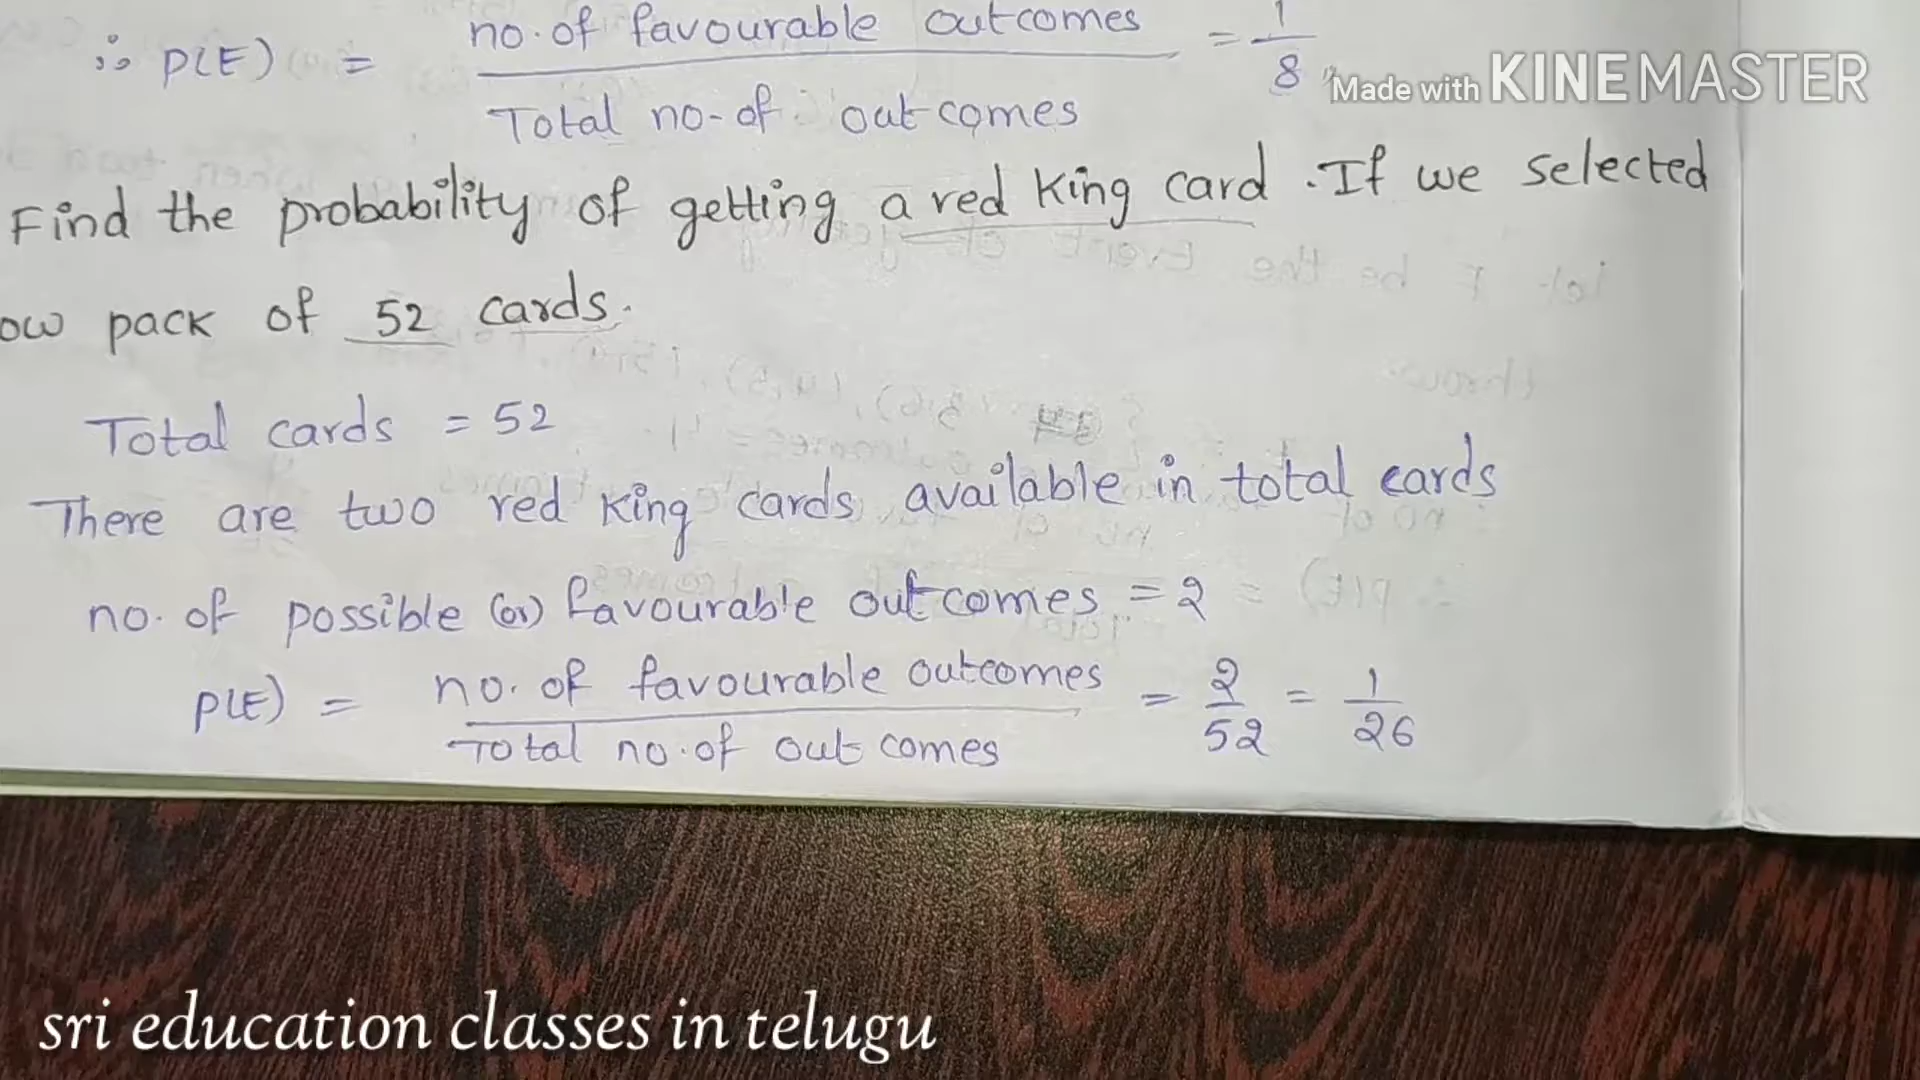 ∴ P(E) = no. of favourable outcomes / Total no. of outcomes = 1/8
Made with KINEMASTER
Find the probability of getting a red King card. If we selected
ow pack of 52 cards.
Total cards = 52
There are two red King cards available in total cards
no. of possible (or) favourable outcomes = 2
P(E) = no. of favourable outcomes / Total no. of out comes = 2/52 = 1/26
sri education classes in telugu